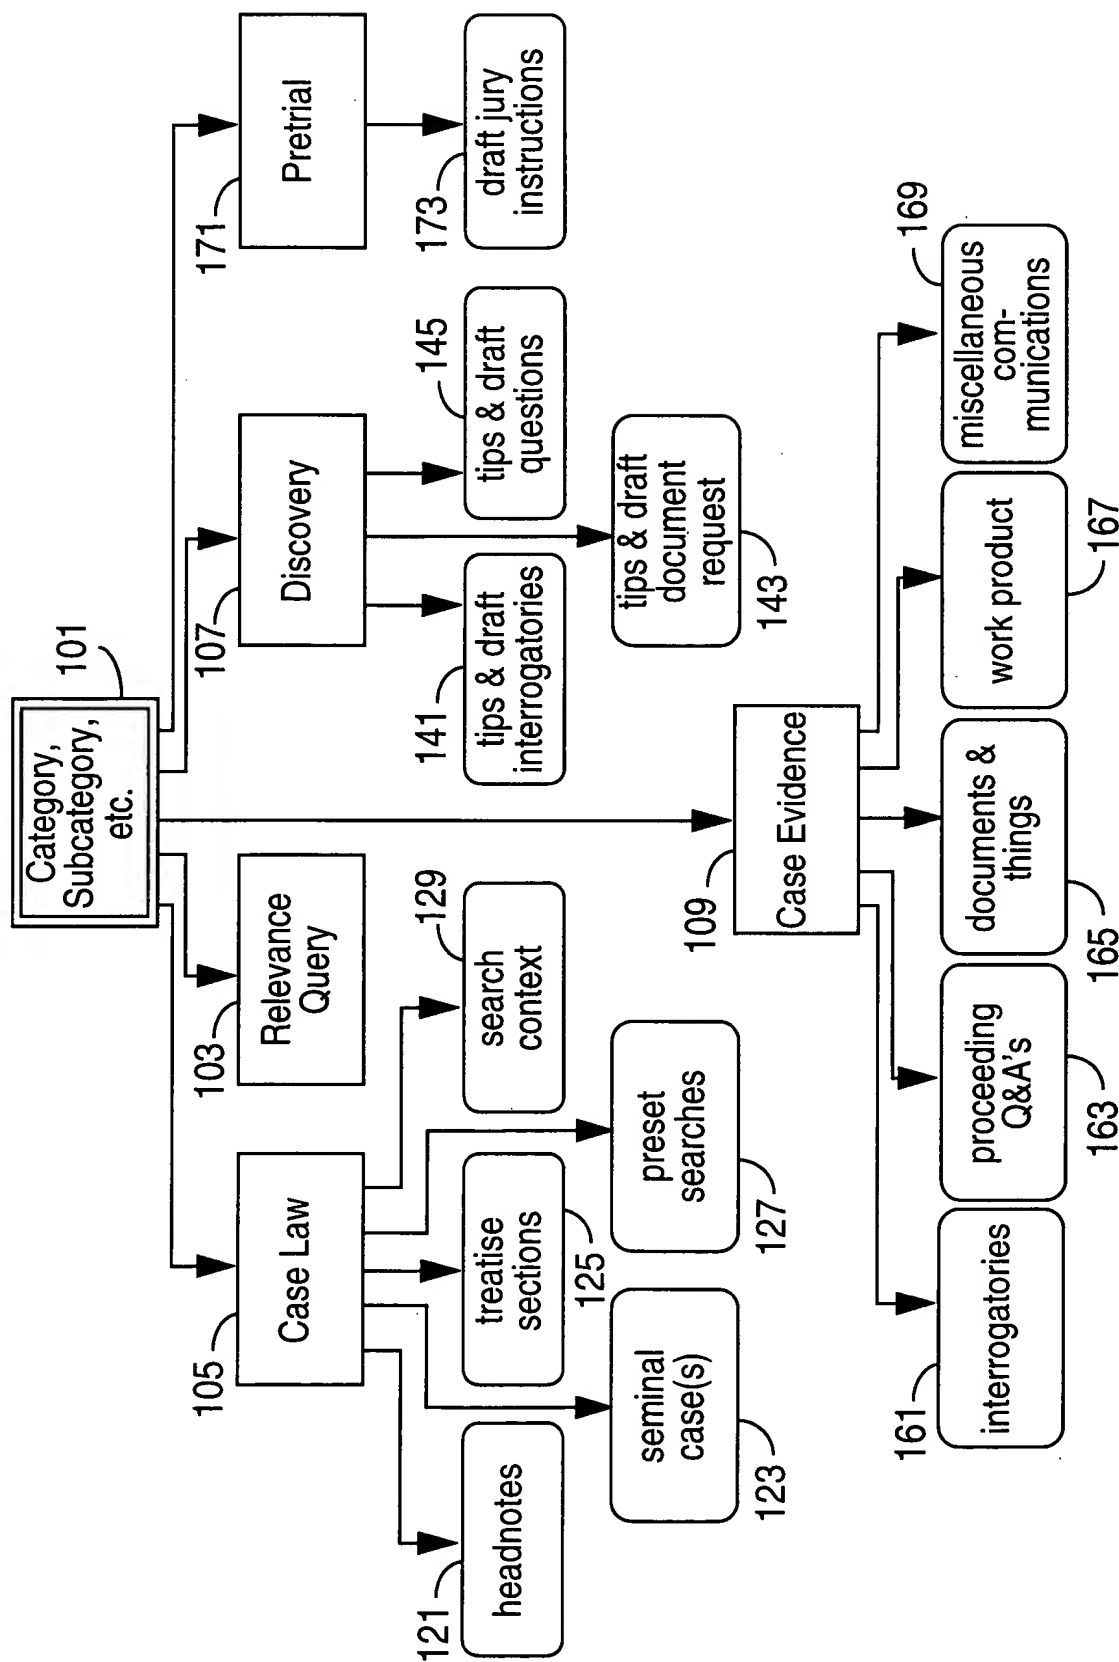 Category,
Subcategory,
etc.
101
105
Case Law
103
Relevance
Query
107
Discovery
171
Pretrial
121
headnotes
treatise
sections
125
129
search
context
141
tips & draft
interrogatories
145
tips & draft
questions
173
draft jury
instructions
seminal
case(s)
123
preset
searches
127
tips & draft
document
request
143
109
Case Evidence
161
interrogatories
proceeding
Q&A's
163
documents &
things
165
work product
167
169
miscellaneous
com-
munications